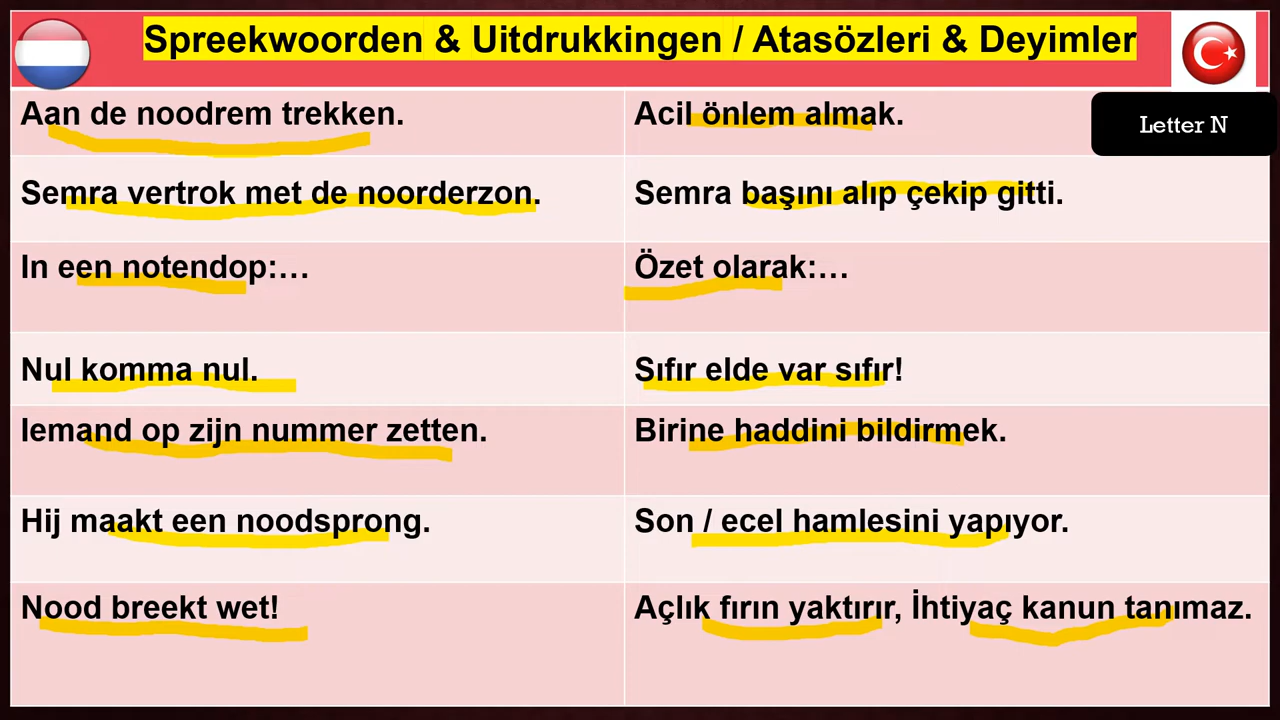 Spreekwoorden & Uitdrukkingen / Atasözleri & Deyimler
Aan de noodrem trekken.
Acil önlem almak.
Letter N
Semra vertrok met de noorderzon.
Semra başını alıp çekip gitti.
In een notendop:...
Özet olarak:...
Nul komma nul.
Sıfır elde var sıfır!
Iemand op zijn nummer zetten.
Birine haddini bildirmek.
Hij maakt een noodsprong.
Son / ecel hamlesini yapıyor.
Nood breekt wet!
Açlık fırın yaktırır, İhtiyaç kanun tanımaz.